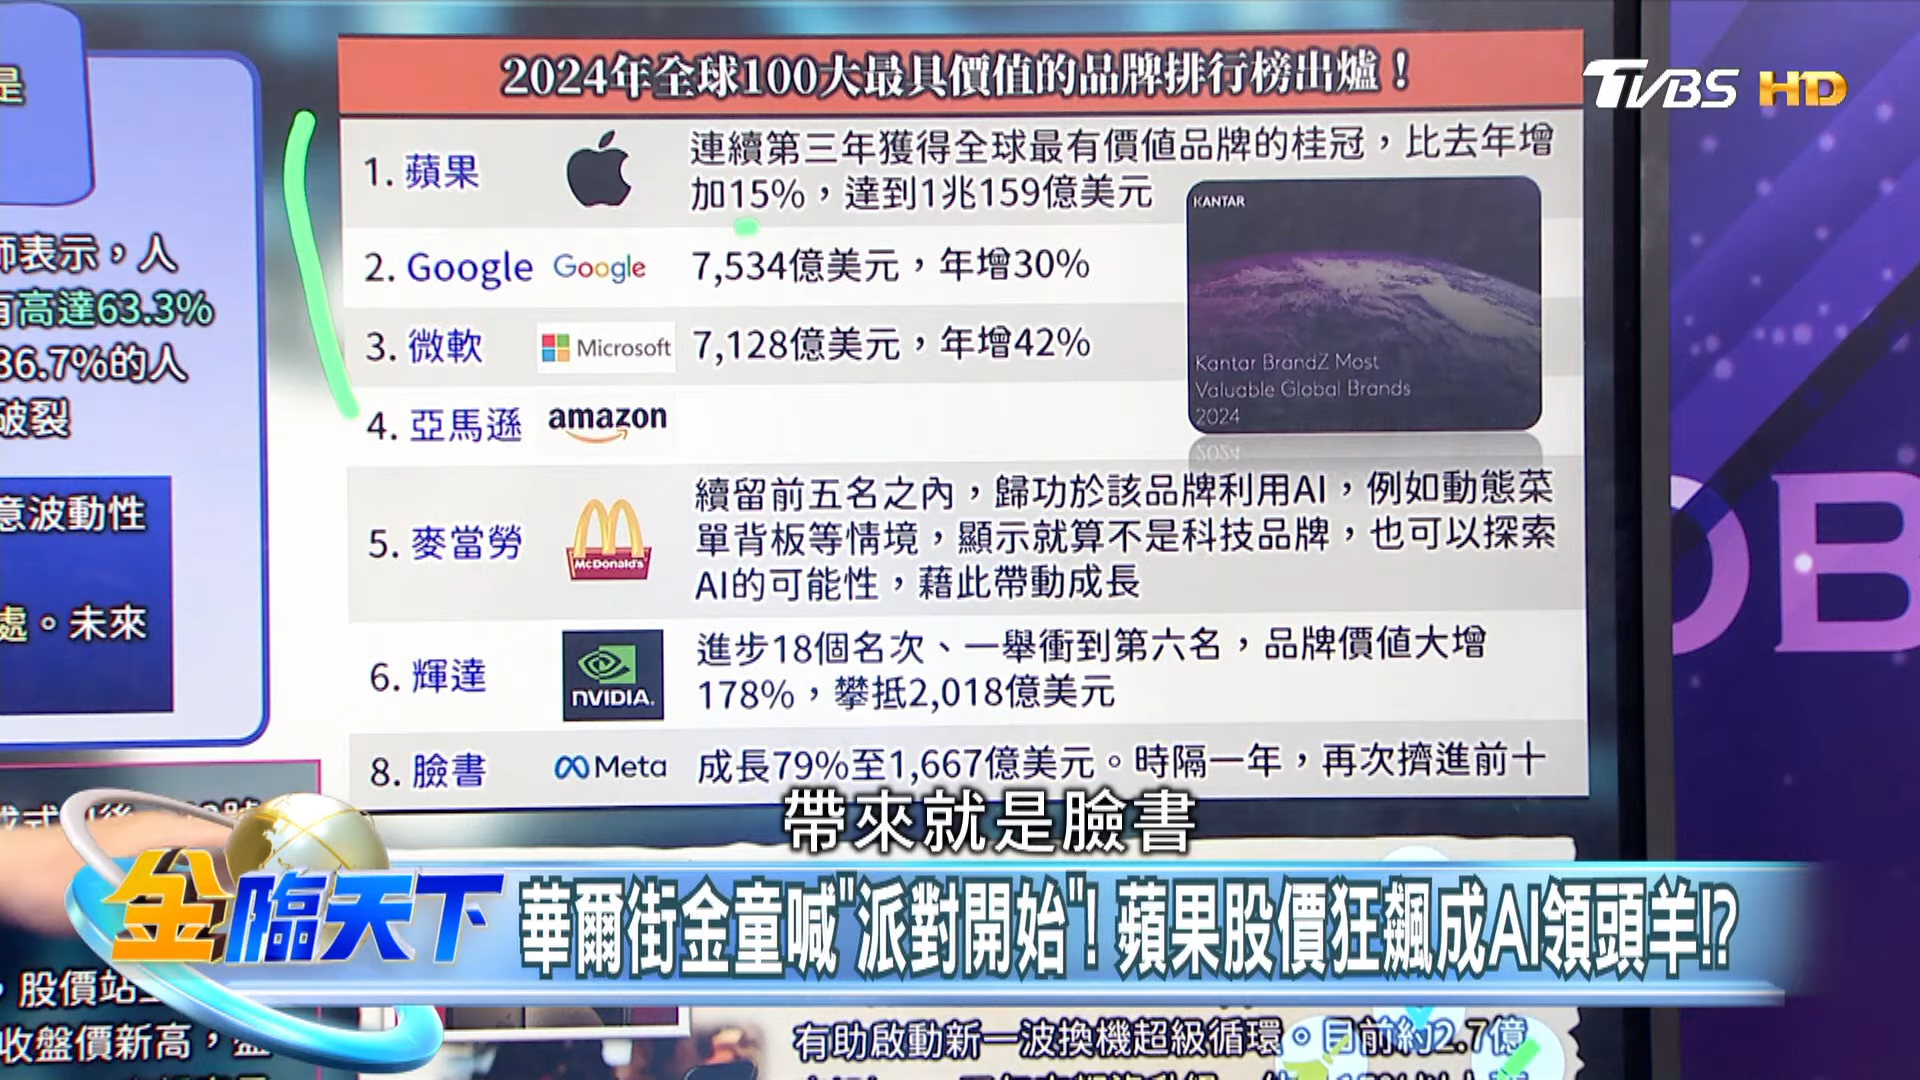 2024年全球100大最具價值的品牌排行榜出爐！
TVBS HD
1. 蘋果
連續第三年獲得全球最有價值品牌的桂冠，比去年增
加15%，達到1兆159億美元
KANTAR
Kantar BrandZ Most
Valuable Global Brands
2024
2024
2. Google Google 7,534億美元，年增30%
3. 微軟 Microsoft 7,128億美元，年增42%
4. 亞馬遜 amazon
5. 麥當勞 McDonald's
續留前五名之內，歸功於該品牌利用AI，例如動態菜
單背板等情境，顯示就算不是科技品牌，也可以探索
AI的可能性，藉此帶動成長
6. 輝達 NVIDIA.
進步18個名次、一舉衝到第六名，品牌價值大增
178%，攀抵2,018億美元
8. 臉書 Meta 成長79%至1,667億美元。時隔一年，再次擠進前十
是
師表示，人
有高達63.3%
36.7%的人
破裂
意波動性
處。未來
OB
帶來就是臉書
金臨天下
華爾街金童喊"派對開始"! 蘋果股價狂飆成AI領頭羊!?
，股價站上
收盤價新高，
有助啟動新一波換機超級循環。目前約2.7億